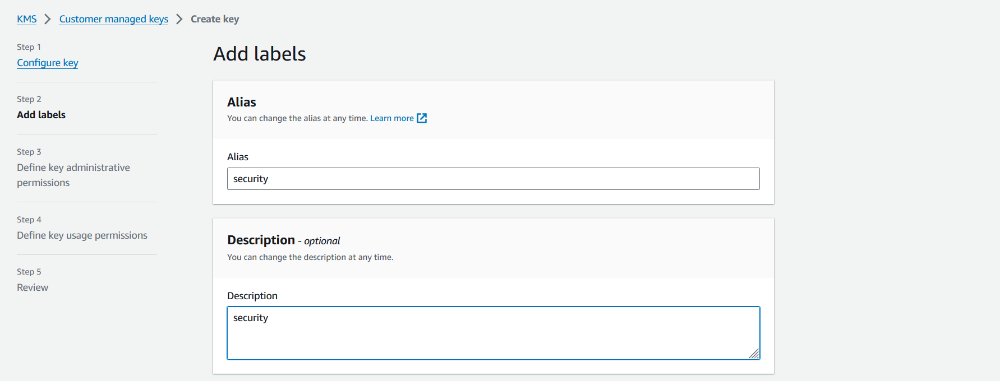 KMS Customer managed keys Create key
Step 1
Configure key
Step 2
Add labels
Step 3
Define key administrative
permissions
Step 4
Define key usage permissions
Step 5
Review
Add labels
Alias
You can change the alias at any time. Learn more
Alias
security
Description - optional
You can change the description at any time.
Description
security